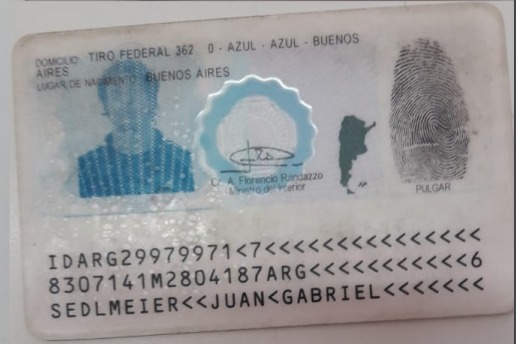 DOMICILIO: TIRO FEDERAL 362 0 - AZUL - AZUL - BUENOS
AIRES
LUGAR DE NACIMIENTO: BUENOS AIRES
Cr. A. Florencio Randazzo
Ministro del Interior
PULGAR
IDARG29979971<7<<<<<<<<<<<<<<<
8307141M2804187ARG<<<<<<<<<<<6
SEDLMEIER<<JUAN<GABRIEL<<<<<<<